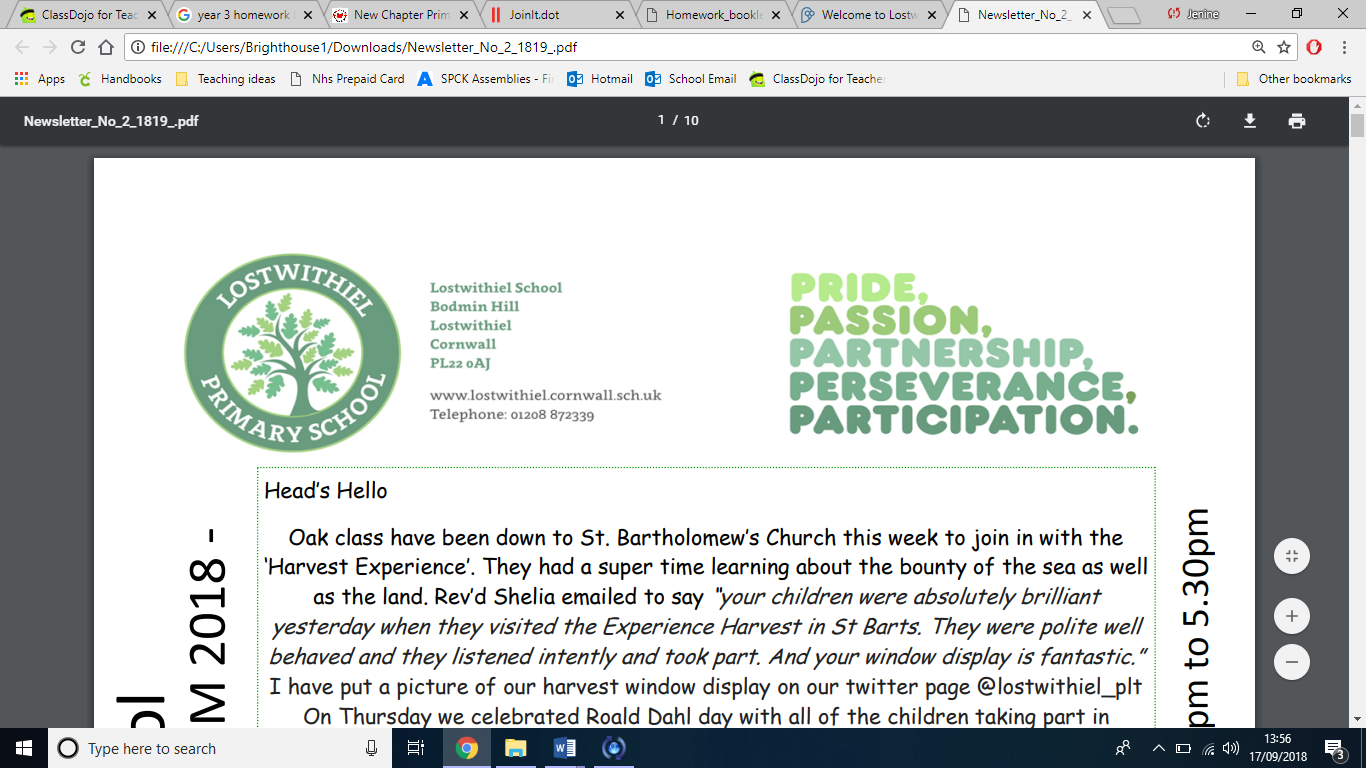 ClassDojo for Teac
year 3 homework
New Chapter Prim
JoinIt.dot
Homework_bookle
Welcome to Lostw
Newsletter_No_2_
Jenine
file:///C:/Users/Brighthouse1/Downloads/Newsletter_No_2_1819_.pdf
Apps
Handbooks
Teaching ideas
Nhs Prepaid Card
SPCK Assemblies - Fi
Hotmail
School Email
ClassDojo for Teache
Other bookmarks
Newsletter_No_2_1819_.pdf
1 / 10
LOSTWITHIEL
PRIMARY SCHOOL
Lostwithiel School
Bodmin Hill
Lostwithiel
Cornwall
PL22 0AJ
www.lostwithiel.cornwall.sch.uk
Telephone: 01208 872339
PRIDE,
PASSION,
PARTNERSHIP,
PERSEVERANCE,
PARTICIPATION.
Head's Hello
Oak class have been down to St. Bartholomew's Church this week to join in with the
'Harvest Experience'. They had a super time learning about the bounty of the sea as well
as the land. Rev'd Shelia emailed to say "your children were absolutely brilliant
yesterday when they visited the Experience Harvest in St Barts. They were polite well
behaved and they listened intently and took part. And your window display is fantastic."
I have put a picture of our harvest window display on our twitter page @lostwithiel_plt
On Thursday we celebrated Roald Dahl day with all of the children taking part in
ol
M 2018 -
pm to 5.30pm
Type here to search
13:56
17/09/2018
3